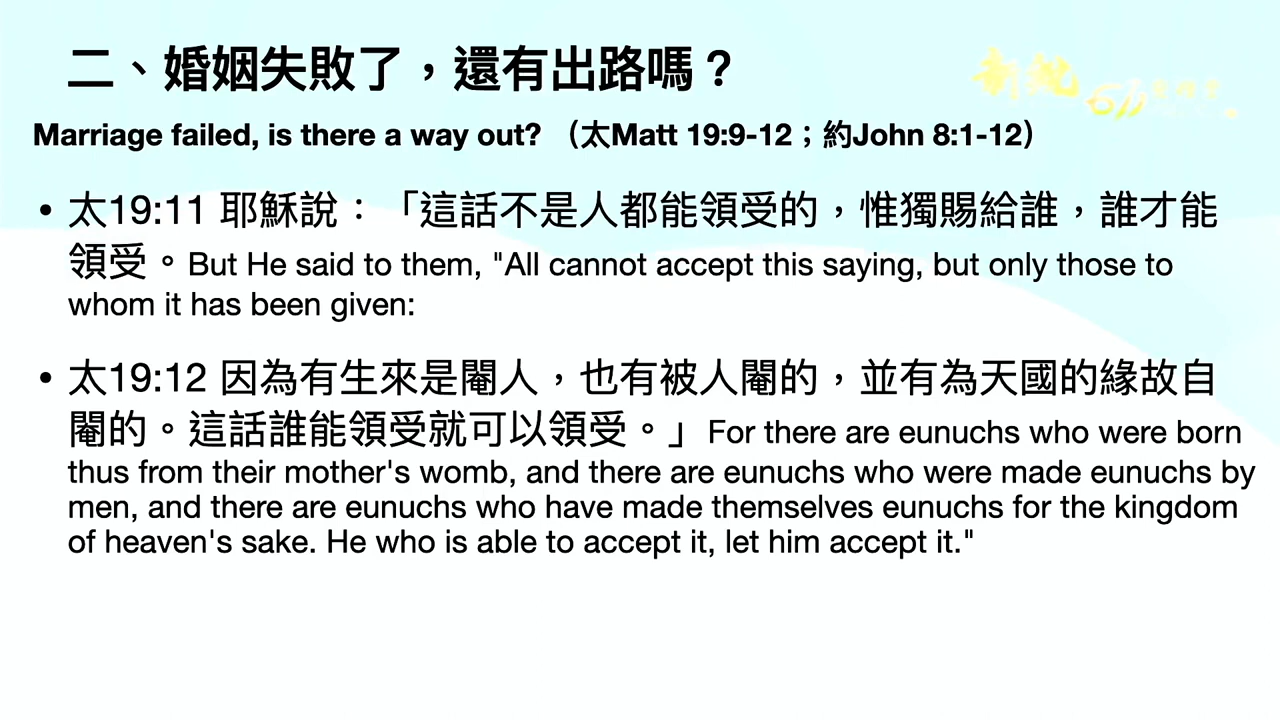 二、婚姻失敗了，還有出路嗎？
Marriage failed, is there a way out? （太Matt 19:9-12；約John 8:1-12）
• 太19:11 耶穌說：「這話不是人都能領受的，惟獨賜給誰，誰才能
領受。But He said to them, "All cannot accept this saying, but only those to
whom it has been given:
• 太19:12 因為有生來是閹人，也有被人閹的，並有為天國的緣故自
閹的。這話誰能領受就可以領受。」For there are eunuchs who were born
thus from their mother's womb, and there are eunuchs who were made eunuchs by
men, and there are eunuchs who have made themselves eunuchs for the kingdom
of heaven's sake. He who is able to accept it, let him accept it."